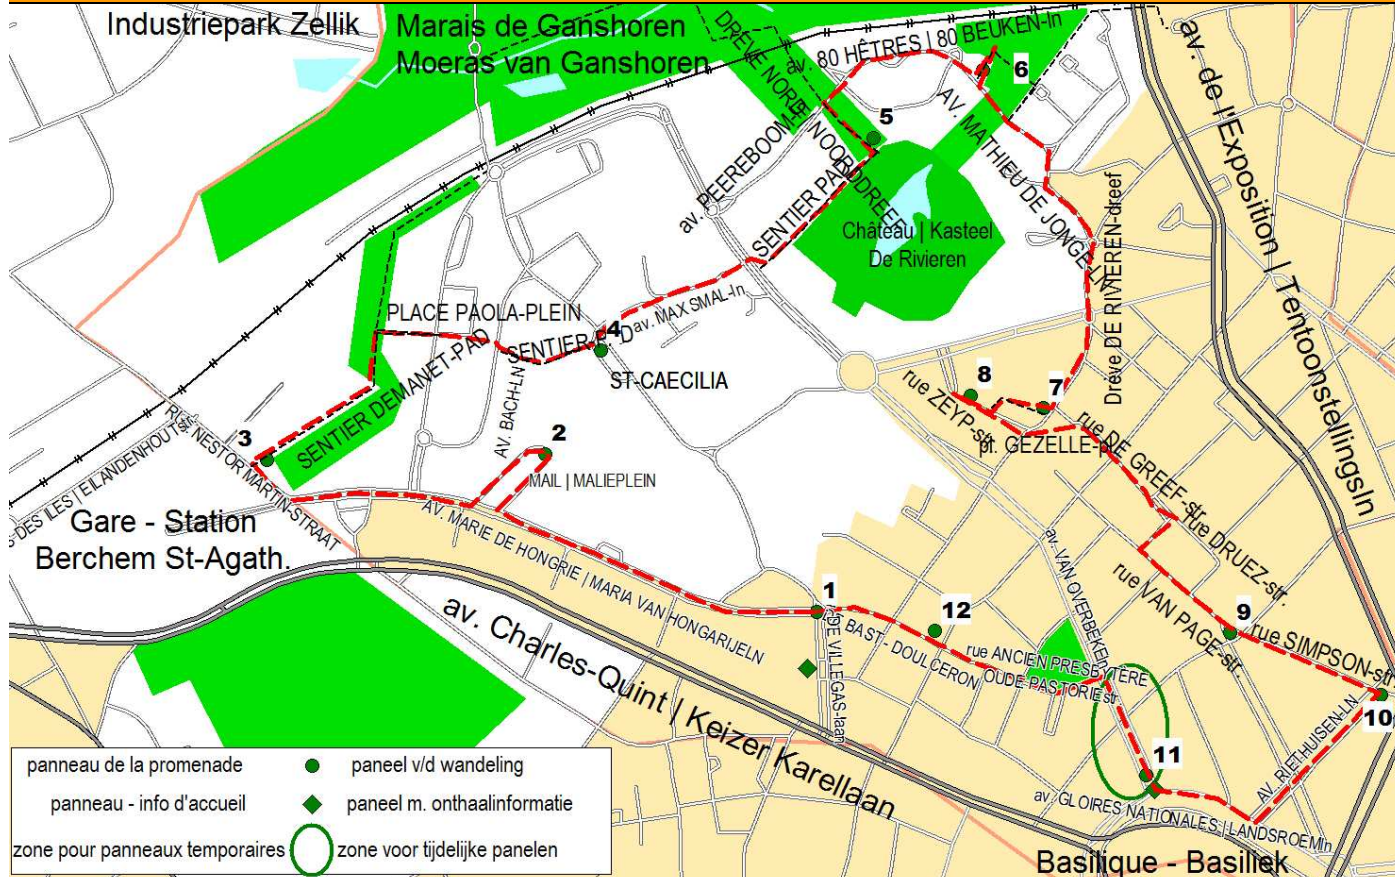 Industriepark Zellik
Marais de Ganshoren
Moeras van Ganshoren
DRÈVE NORD
NOORDDREEF
av. 80 HÊTRES | 80 BEUKEN-ln
6
5
av. de l'Exposition | Tentoonstellingsln
AV. MATHIEU DE JONGE-LN
av. PEEREBOOM-ln
SENTIER PAD
Château | Kasteel
De Rivieren
Drève DE RIVIEREN-dreef
PLACE PAOLA-PLEIN
4
SENTIER
av. MAX SMAL-ln
ST-CAECILIA
SENTIER DEMANET-PAD
AV. BACH-LN
2
MAIL | MALIEPLEIN
3
RUE NESTOR MARTIN-STRAAT
DES ILES | EILANDENHOUTSTR.
Gare - Station
Berchem St-Agath.
8
7
rue ZEYP-str.
pl. GEZELLE-pl.
rue DE GREEF-str.
rue DRUEZ-str.
rue VAN PAGE-str.
9
rue SIMPSON-str.
10
AV. MARIE DE HONGRIE | MARIA VAN HONGARIJELN
av. Charles-Quint | Keizer Karellaan
1
DE VILLEGAS-laan
BAST - DOULCERON
12
rue ANCIEN PRESBYTÈRE
OUDE PASTORIEstr.
av. VAN OVERBEKE-ln
11
AV. RIETHUISEN-LN
av. GLOIRES NATIONALES | LANDSROEMln
Basilique - Basiliek
panneau de la promenade
paneel v/d wandeling
panneau - info d'accueil
paneel m. onthaalinformatie
zone pour panneaux temporaires
zone voor tijdelijke panelen